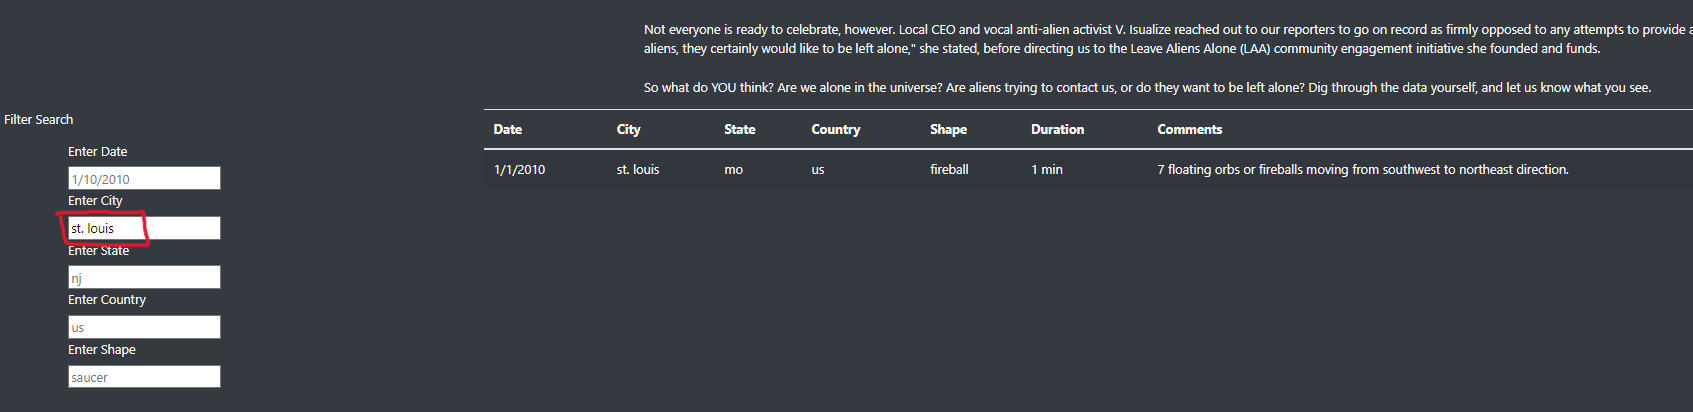 Not everyone is ready to celebrate, however. Local CEO and vocal anti-alien activist V. Isualize reached out to our reporters to go on record as firmly opposed to any attempts to provide a
aliens, they certainly would like to be left alone," she stated, before directing us to the Leave Aliens Alone (LAA) community engagement initiative she founded and funds.
So what do YOU think? Are we alone in the universe? Are aliens trying to contact us, or do they want to be left alone? Dig through the data yourself, and let us know what you see.
Filter Search
Enter Date
1/10/2010
Enter City
st. louis
Enter State
nj
Enter Country
us
Enter Shape
saucer
Date City State Country Shape Duration Comments
1/1/2010 st. louis mo us fireball 1 min 7 floating orbs or fireballs moving from southwest to northeast direction.